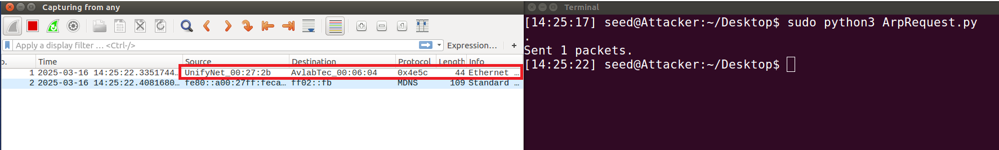 Capturing from any
Apply a display filter … <Ctrl-/>
Expression…
+
o. Time Source Destination Protocol Length Info
1 2025-03-16 14:25:22.3351744… UnifyNet_00:27:2b AvlabTec_00:06:04 0x4e5c 44 Ethernet …
2 2025-03-16 14:25:22.4081680… fe80::a00:27ff:feca… ff02::fb MDNS 109 Standard …
Terminal
[14:25:17] seed@Attacker:~/Desktop$ sudo python3 ArpRequest.py
.
Sent 1 packets.
[14:25:22] seed@Attacker:~/Desktop$